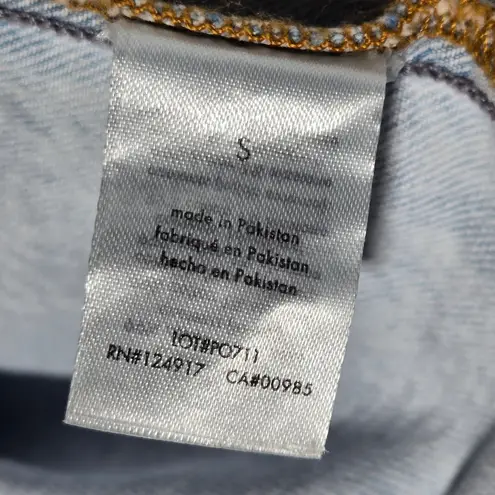 S
made in Pakistan
fabriqué en Pakistan
hecho en Pakistan
LOT#PO711
RN#124917 CA#00985